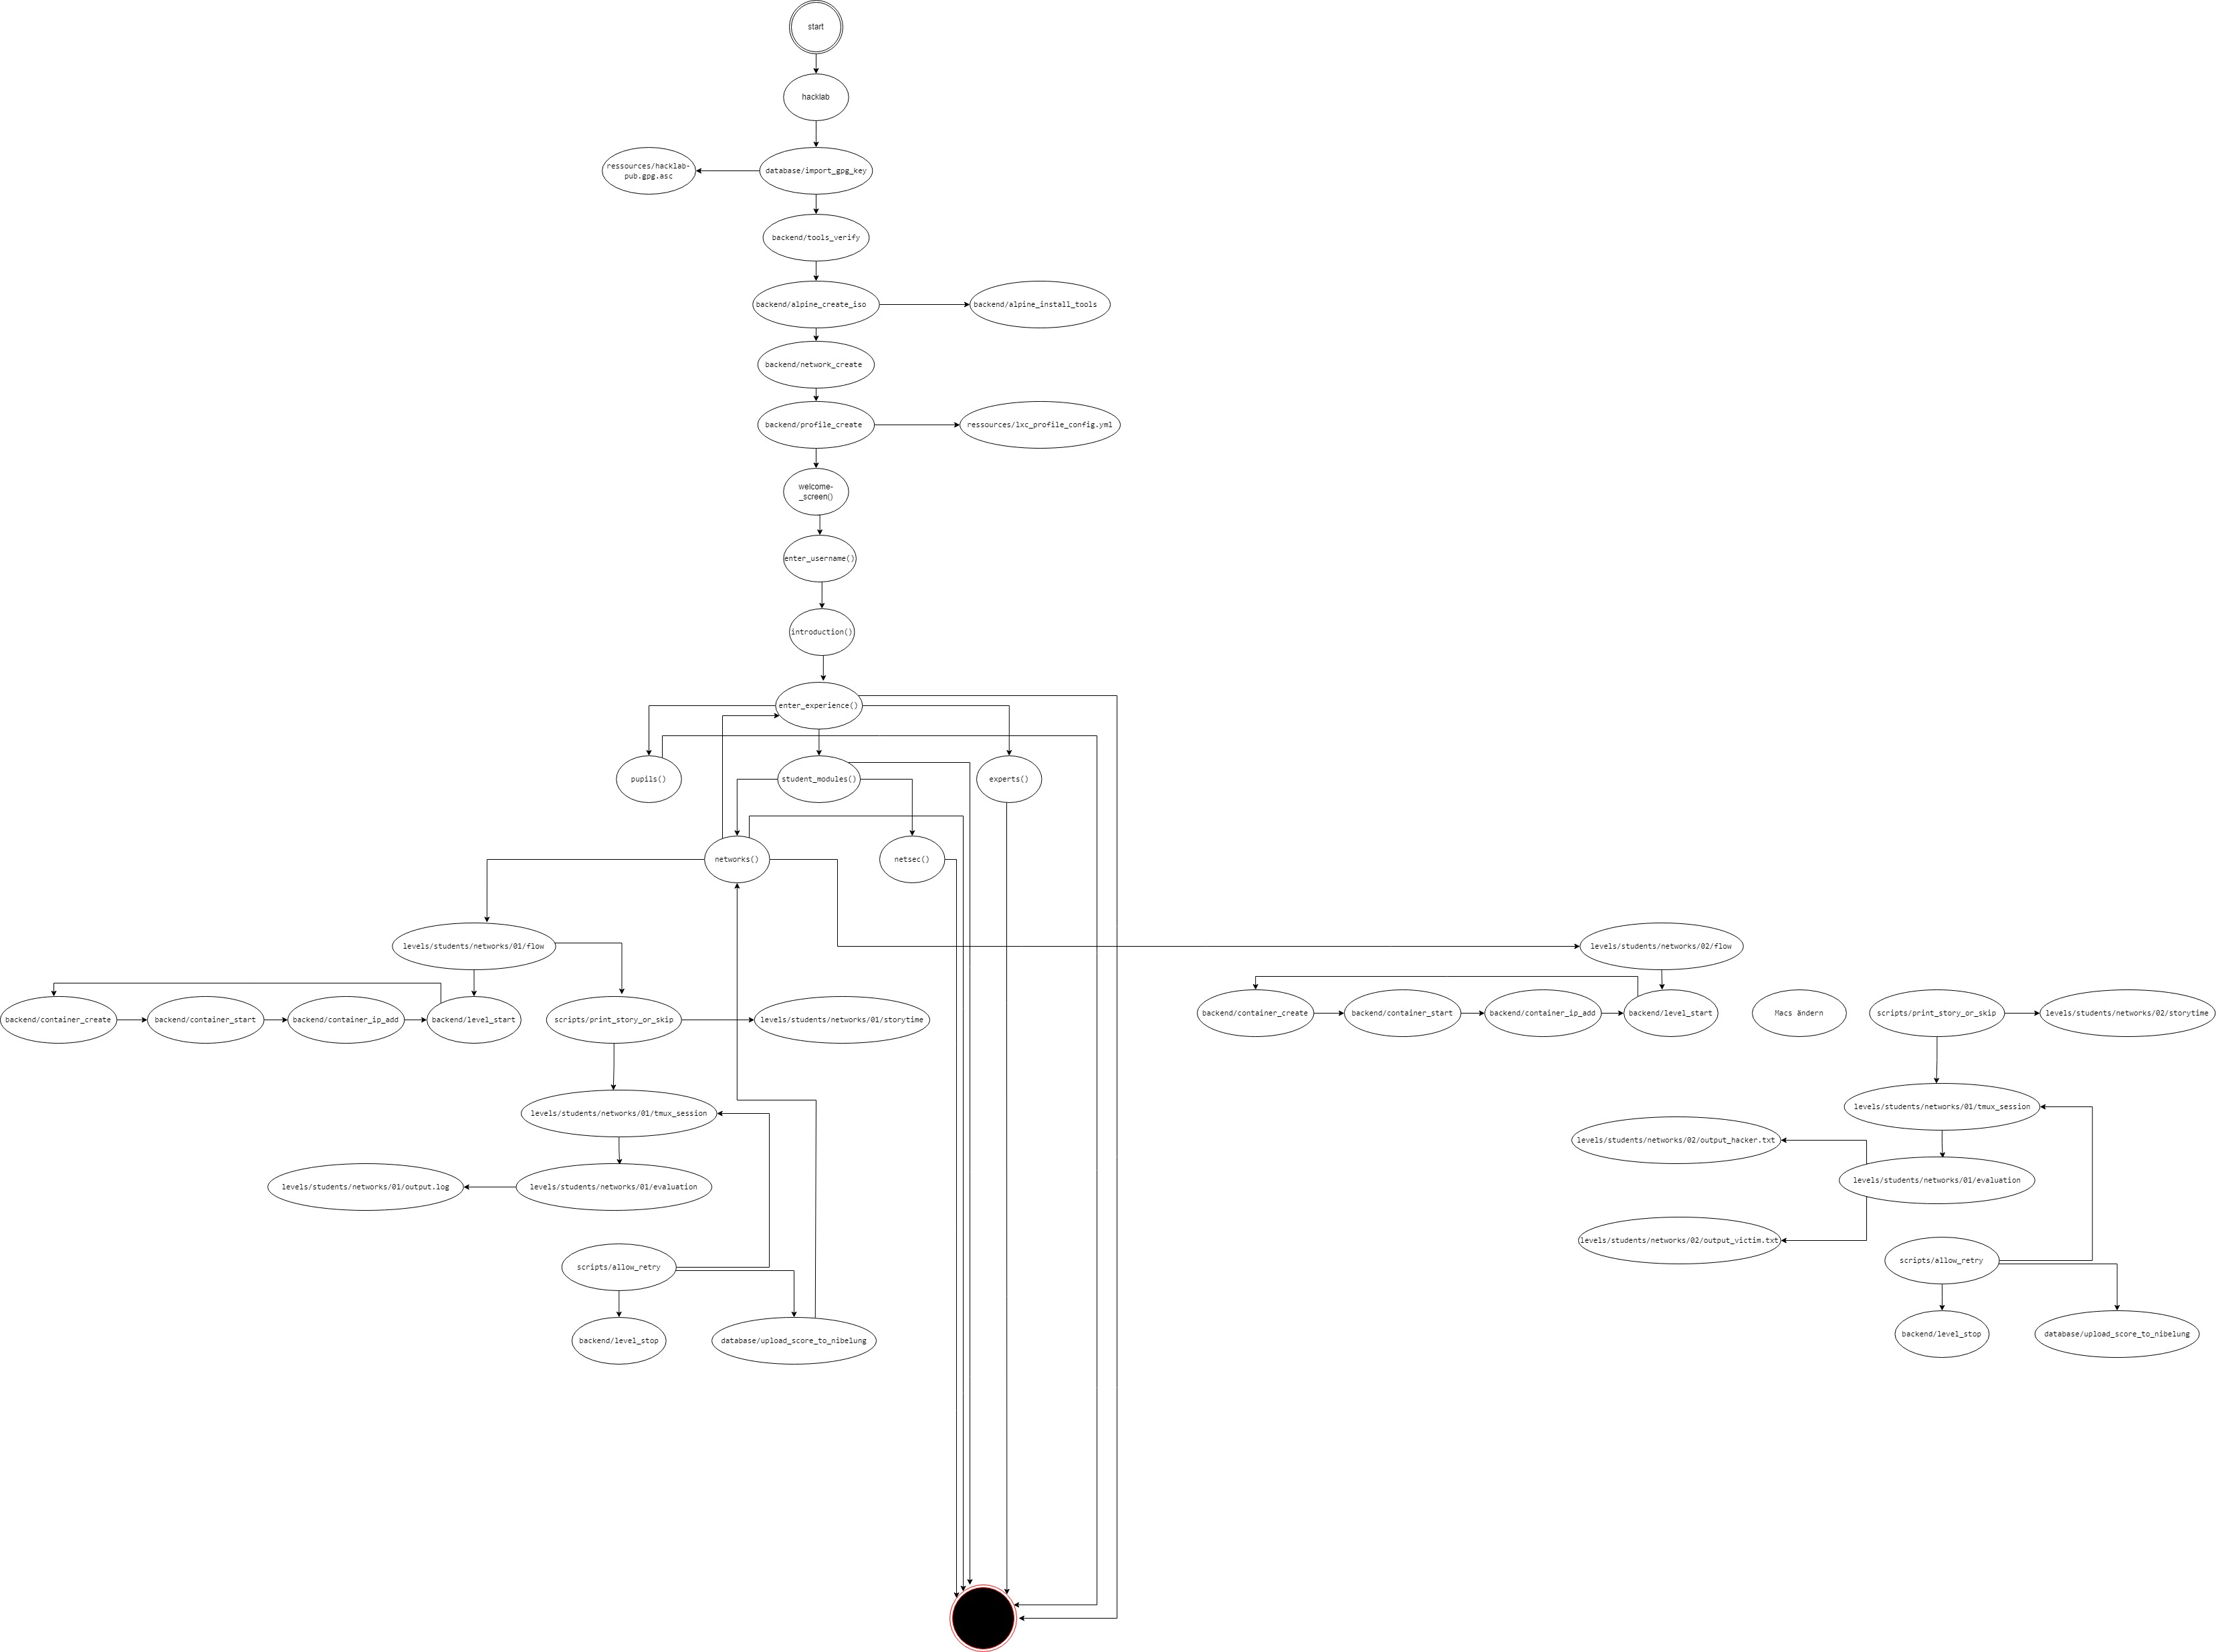 start
hacklab
ressources/hacklab-
pub.gpg.asc
database/import_gpg_key
backend/tools_verify
backend/alpine_create_iso
backend/alpine_install_tools
backend/network_create
backend/profile_create
ressources/lxc_profile_config.yml
welcome-
_screen()
enter_username()
introduction()
enter_experience()
pupils()
student_modules()
experts()
networks()
netsec()
levels/students/networks/01/flow
levels/students/networks/02/flow
backend/container_create
backend/container_start
backend/container_ip_add
backend/level_start
scripts/print_story_or_skip
levels/students/networks/01/storytime
backend/container_create
backend/container_start
backend/container_ip_add
backend/level_start
Macs ändern
scripts/print_story_or_skip
levels/students/networks/02/storytime
levels/students/networks/01/tmux_session
levels/students/networks/01/tmux_session
levels/students/networks/02/output_hacker.txt
levels/students/networks/01/output.log
levels/students/networks/01/evaluation
levels/students/networks/01/evaluation
levels/students/networks/02/output_victim.txt
scripts/allow_retry
scripts/allow_retry
backend/level_stop
database/upload_score_to_nibelung
backend/level_stop
database/upload_score_to_nibelung